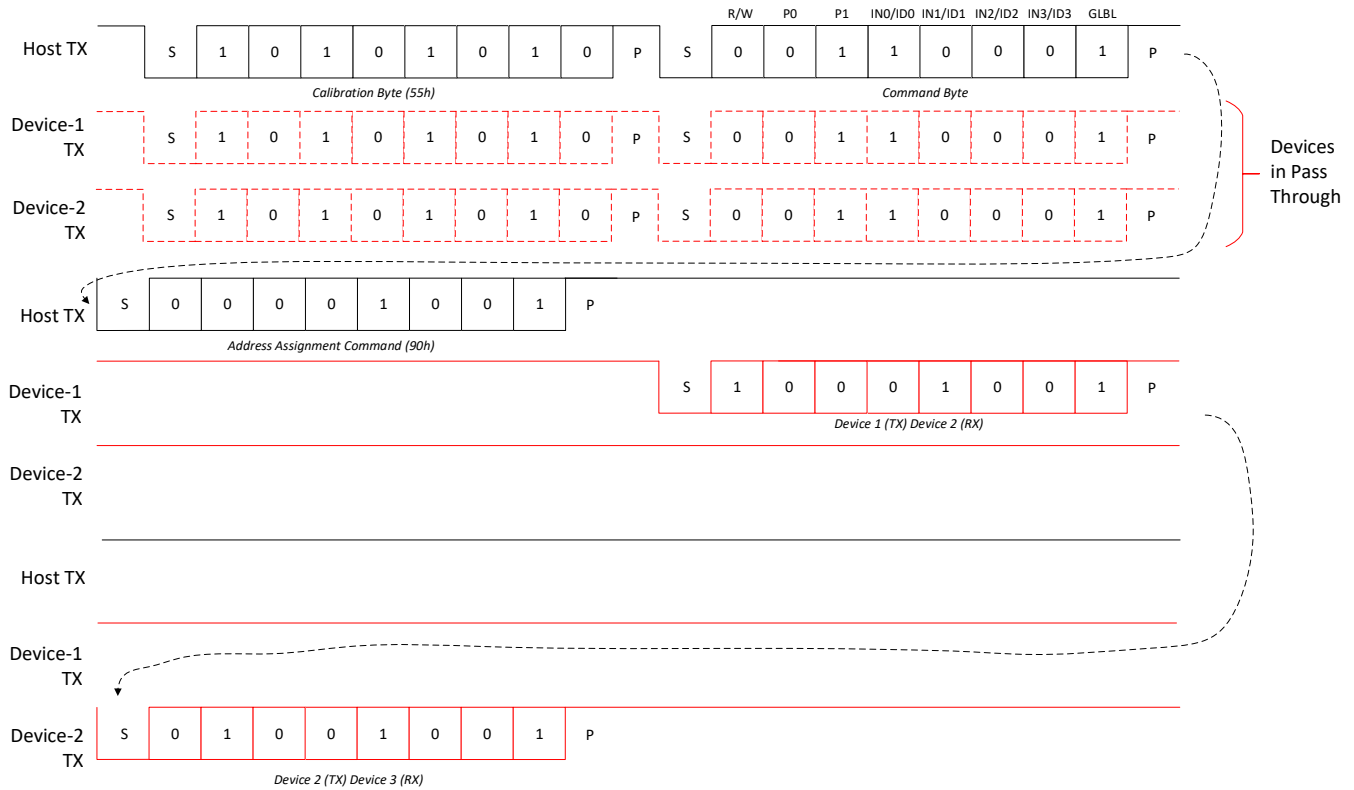 R/W P0 P1 IN0/ID0 IN1/ID1 IN2/ID2 IN3/ID3 GLBL
Host TX S 1 0 1 0 1 0 1 0 P S 0 0 1 1 0 0 0 1 P
Calibration Byte (55h) Command Byte
Device-1
TX S 1 0 1 0 1 0 1 0 P S 0 0 1 1 0 0 0 1 P
Devices
in Pass
Through
Device-2
TX S 1 0 1 0 1 0 1 0 P S 0 0 1 1 0 0 0 1 P
Host TX S 0 0 0 0 1 0 0 1 P
Address Assignment Command (90h)
Device-1
TX S 1 0 0 0 1 0 0 1 P
Device 1 (TX) Device 2 (RX)
Device-2
TX
Host TX
Device-1
TX
Device-2
TX S 0 1 0 0 1 0 0 1 P
Device 2 (TX) Device 3 (RX)